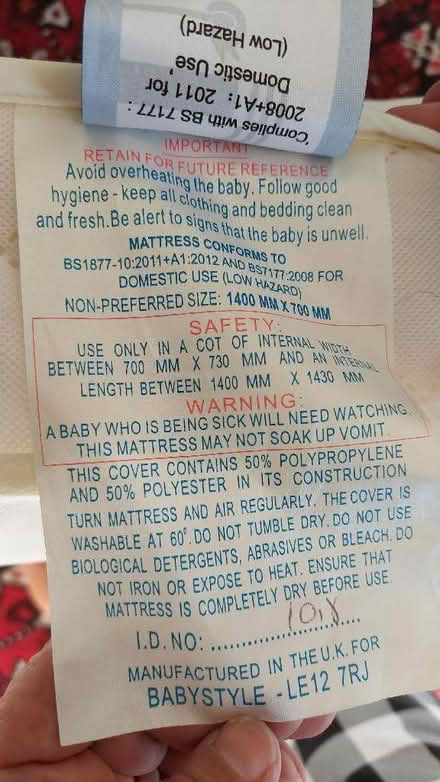 'Complies with BS 7177:
2008+A1: 2011 for
Domestic Use'
(Low Hazard)
IMPORTANT
RETAIN FOR FUTURE REFERENCE
Avoid overheating the baby. Follow good
hygiene - keep all clothing and bedding clean
and fresh.Be alert to signs that the baby is unwell.
MATTRESS CONFORMS TO
BS1877-10:2011+A1:2012 AND BS7177:2008 FOR
DOMESTIC USE (LOW HAZARD)
NON-PREFERRED SIZE: 1400 MM X 700 MM
SAFETY:
USE ONLY IN A COT OF INTERNAL WIDTH
BETWEEN 700 MM X 730 MM AND AN INTERNAL
LENGTH BETWEEN 1400 MM X 1430 MM
WARNING:
A BABY WHO IS BEING SICK WILL NEED WATCHING.
THIS MATTRESS MAY NOT SOAK UP VOMIT.
THIS COVER CONTAINS 50% POLYPROPYLENE
AND 50% POLYESTER IN ITS CONSTRUCTION
TURN MATTRESS AND AIR REGULARLY. THE COVER IS
WASHABLE AT 60°. DO NOT TUMBLE DRY. DO NOT USE
BIOLOGICAL DETERGENTS, ABRASIVES OR BLEACH. DO
NOT IRON OR EXPOSE TO HEAT. ENSURE THAT
MATTRESS IS COMPLETELY DRY BEFORE USE.
I.D. NO: ....................
MANUFACTURED IN THE U.K. FOR
BABYSTYLE - LE12 7RJ